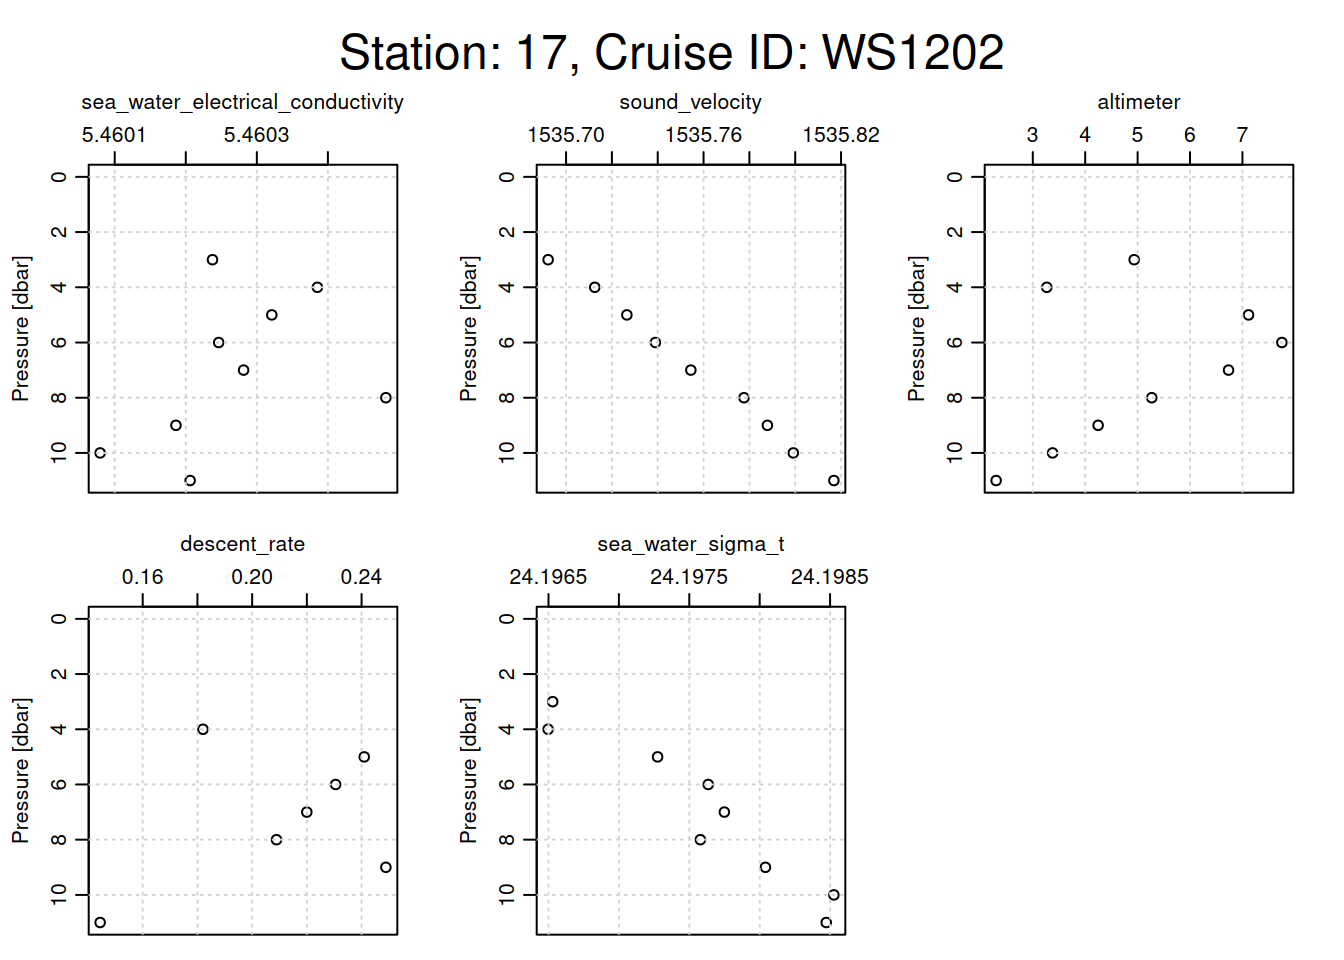 Station: 17, Cruise ID: WS1202
sea_water_electrical_conductivity
5.4601 5.4603
Pressure [dbar]
0
2
4
6
8
10
sound_velocity
1535.70 1535.76 1535.82
Pressure [dbar]
0
2
4
6
8
10
altimeter
3 4 5 6 7
Pressure [dbar]
0
2
4
6
8
10
descent_rate
0.16 0.20 0.24
Pressure [dbar]
0
2
4
6
8
10
sea_water_sigma_t
24.1965 24.1975 24.1985
Pressure [dbar]
0
2
4
6
8
10